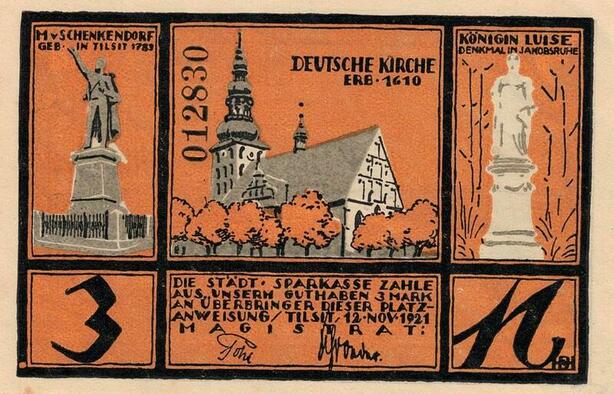 M v SCHENKENDORF
GEB · IN TILSIT 1783
012830
DEUTSCHE KIRCHE
ERB · 1610
KÖNIGIN LUISE
DENKMAL IN JAKOBSRUHE
3
DIE STÄDT · SPARKASSE ZAHLE
AUS UNSERM GUTHABEN 3 MARK
AN ÜBERBRINGER DIESER PLATZ-
ANWEISUNG / TILSIT, 12 · NOV · 1921
MAGISTRAT:
Pohl